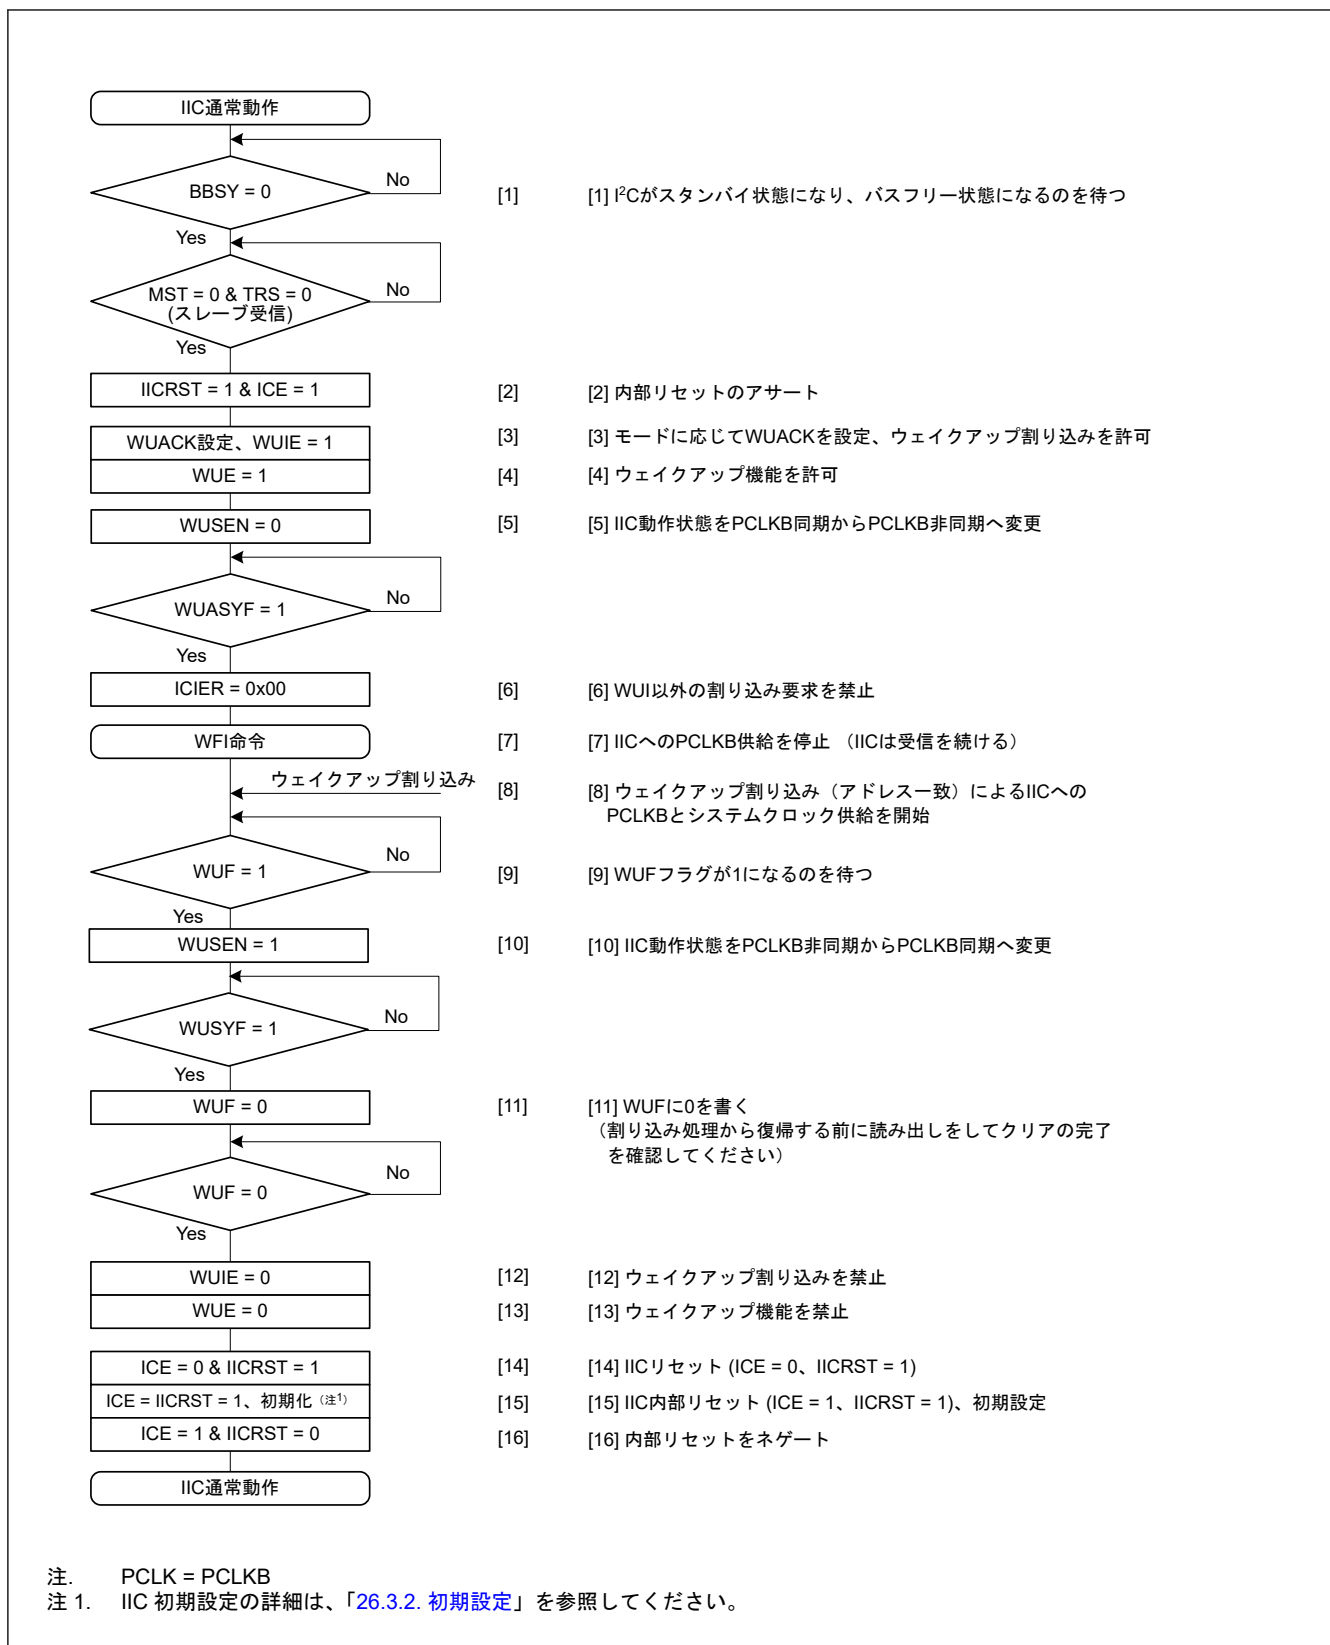 IIC通常動作
BBSY = 0
No
[1]
[1] I²Cがスタンバイ状態になり、バスフリー状態になるのを待つ
Yes
MST = 0 & TRS = 0
(スレーブ受信)
No
Yes
IICRST = 1 & ICE = 1
[2]
[2] 内部リセットのアサート
WUACK設定、WUIE = 1
[3]
[3] モードに応じてWUACKを設定、ウェイクアップ割り込みを許可
WUE = 1
[4]
[4] ウェイクアップ機能を許可
WUSEN = 0
[5]
[5] IIC動作状態をPCLKB同期からPCLKB非同期へ変更
WUASYF = 1
No
Yes
ICIER = 0x00
[6]
[6] WUI以外の割り込み要求を禁止
WFI命令
[7]
[7] IICへのPCLKB供給を停止 （IICは受信を続ける）
ウェイクアップ割り込み
[8]
[8] ウェイクアップ割り込み（アドレス一致）によるIICへの
PCLKBとシステムクロック供給を開始
WUF = 1
No
[9]
[9] WUFフラグが1になるのを待つ
Yes
WUSEN = 1
[10]
[10] IIC動作状態をPCLKB非同期からPCLKB同期へ変更
WUSYF = 1
No
Yes
WUF = 0
[11]
[11] WUFに0を書く
（割り込み処理から復帰する前に読み出しをしてクリアの完了
を確認してください）
WUF = 0
No
Yes
WUIE = 0
[12]
[12] ウェイクアップ割り込みを禁止
WUE = 0
[13]
[13] ウェイクアップ機能を禁止
ICE = 0 & IICRST = 1
[14]
[14] IICリセット (ICE = 0、IICRST = 1)
ICE = IICRST = 1、初期化（注1）
[15]
[15] IIC内部リセット (ICE = 1、IICRST = 1)、初期設定
ICE = 1 & IICRST = 0
[16]
[16] 内部リセットをネゲート
IIC通常動作
注. PCLK = PCLKB
注 1. IIC 初期設定の詳細は、「26.3.2. 初期設定」を参照してください。